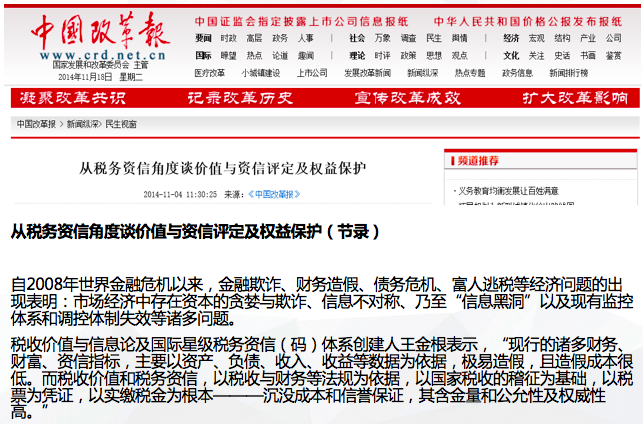 中国改革报
www.crd.net.cn
国家发展和改革委员会 主管
2014年11月18日 星期二
中国证监会指定披露上市公司信息报纸 中华人民共和国价格公报发布报纸
要闻 时政 高层 政务 人事 | 社会 万象 调查 民生 舆情 | 经济 宏观 结构 产业 公司
国际 瞭望 热点 论道 趣闻 | 理论 时评 政策 思想 观点 | 文化 关注 史话 书画 鉴赏
医疗改革 小城镇建设 上市公司 发展改革新闻 新闻纵深 热点专题 政务信息 新闻排行榜
凝聚改革共识 记录改革历史 宣传改革成效 扩大改革影响
中国改革报 > 新闻纵深> 民生视窗
从税务资信角度谈价值与资信评定及权益保护
2014-11-04 11:30:25 来源:《中国改革报》
频道推荐
· 义务教育均衡发展让百姓满意
从税务资信角度谈价值与资信评定及权益保护（节录）
自2008年世界金融危机以来，金融欺诈、财务造假、债务危机、富人逃税等经济问题的出
现表明：市场经济中存在资本的贪婪与欺诈、信息不对称、乃至“信息黑洞”以及现有监控
体系和调控体制失效等诸多问题。
税收价值与信息论及国际星级税务资信（码）体系创建人王金根表示，“现行的诸多财务、
财富、资信指标，主要以资产、负债、收入、收益等数据为依据，极易造假，且造假成本很
低。而税收价值和税务资信，以税收与财务等法规为依据，以国家税收的稽征为基础，以税
票为凭证，以实缴税金为根本———沉没成本和信誉保证，其含金量和公允性及权威性
高。”